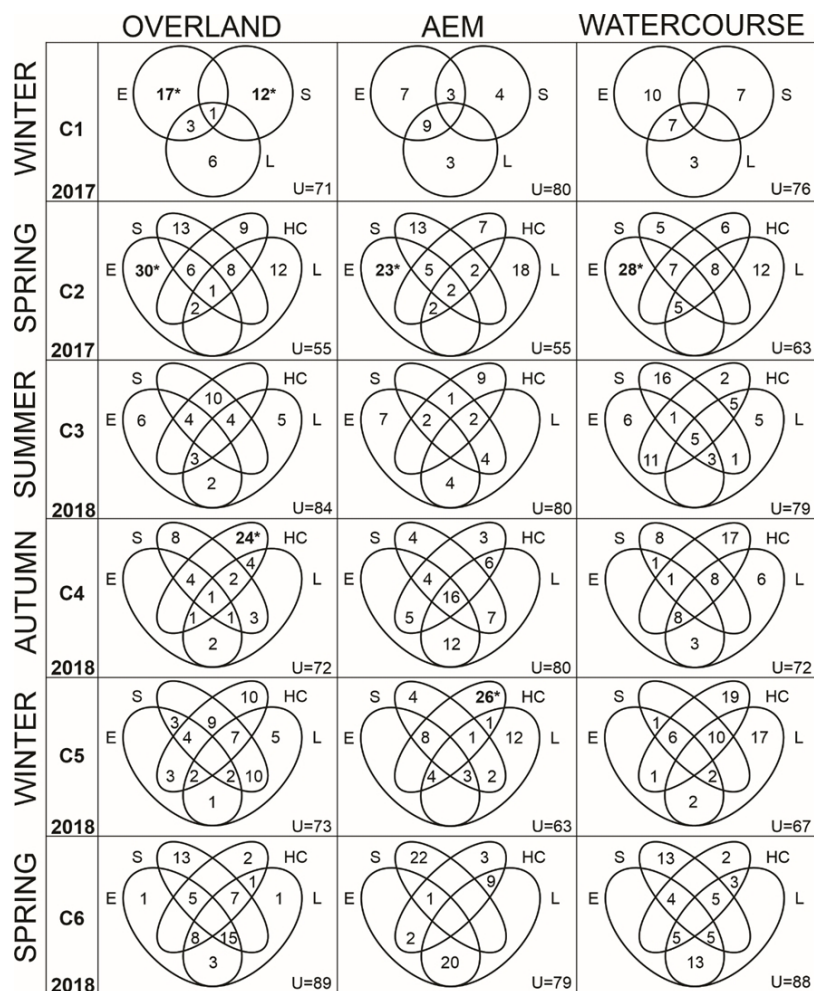 OVERLAND AEM WATERCOURSE
WINTER
C1
2017
E 17* 12* S
1
3
6 L
U=71
E 7 3 4 S
9
3 L
U=80
E 10 7 S
7
3 L
U=76
SPRING
C2
2017
S 13 9 HC
E 30* 6 8 12 L
1
2
U=55
S 13 7 HC
E 23* 5 2 18 L
2
2
U=55
S 5 6 HC
E 28* 7 8 12 L
5
U=63
SUMMER
C3
2018
S HC
10
E 6 4 4 5 L
3
2
U=84
S 9 HC
1
E 7 2 2 L
4
4
U=80
S 16 2 HC
5
E 6 1 5 L
5
11 3 1
U=79
AUTUMN
C4
2018
S 8 24* HC
4
E 4 2 L
1
1 1 3
2
U=72
S 4 3 HC
6
E 4 L
16
5 7
12
U=80
S 8 17 HC
1
E 1 8 6 L
8
3
U=72
WINTER
C5
2018
S 10 HC
3 9
E 4 7 5 L
3 2 2 10
1
U=73
S 4 26* HC
1
E 8 1 12 L
4 3 2
U=63
S 19 HC
1
E 6 10 17 L
1 2
2
U=67
SPRING
C6
2018
S 13 2 HC
1
E 1 5 7 1 L
8 15
3
U=89
S 22 3 HC
9
E 1 L
2
20
U=79
S 13 2 HC
3
E 4 5 L
5 5
13
U=88